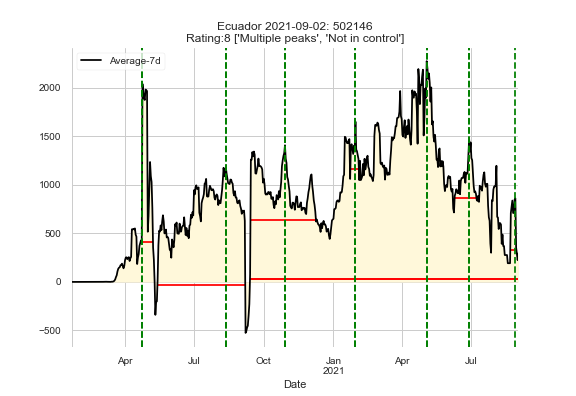 Ecuador 2021-09-02: 502146
Rating:8 ['Multiple peaks', 'Not in control']
Average-7d
2000
1500
1000
500
0
−500
Apr
Jul
Oct
Jan
2021
Apr
Jul
Date